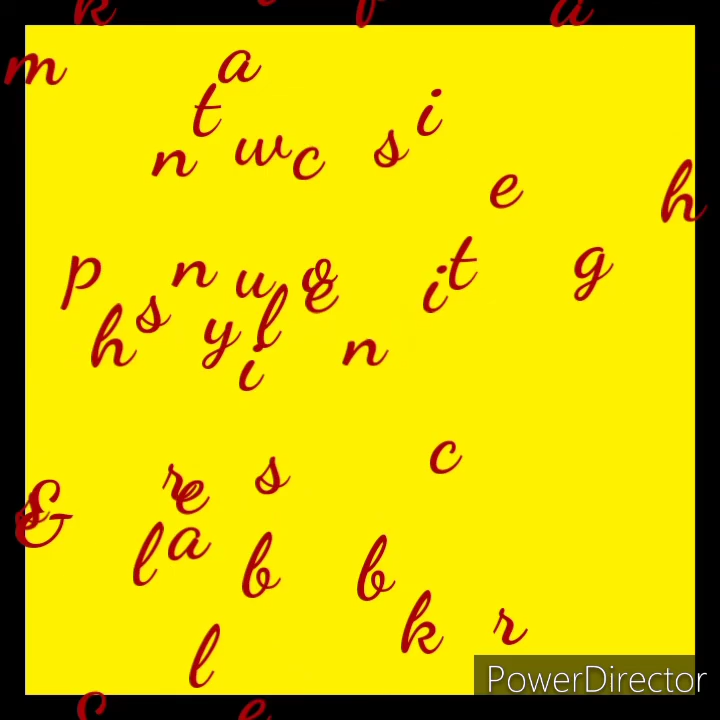 k f a
m a
t i
n w c s
e h
p n u o e i t g
h s y l n
i
c
r e s
s &
l a b b
k r
l
PowerDirector
e